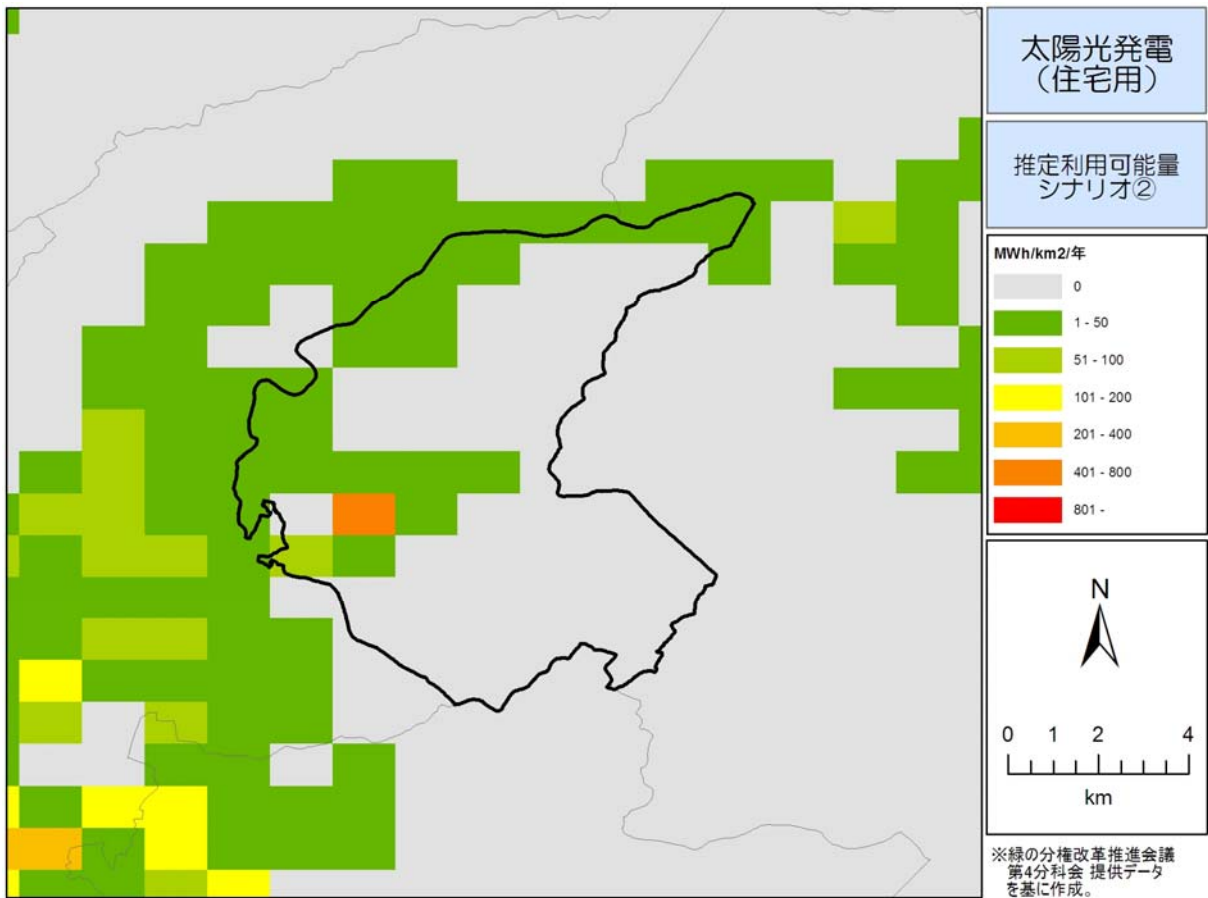 太陽光発電
（住宅用）
推定利用可能量
シナリオ②
MWh/km2/年
0
1 - 50
51 - 100
101 - 200
201 - 400
401 - 800
801 -
N
0 1 2 4
km
※緑の分権改革推進会議
第4分科会 提供データ
を基に作成。